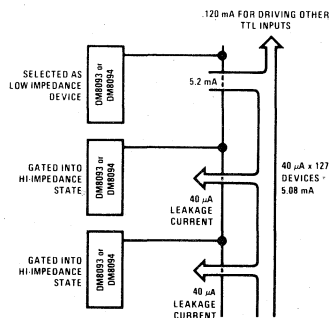 .120 mA FOR DRIVING OTHER
TTL INPUTS
SELECTED AS
LOW IMPEDANCE
DEVICE
DM8093 or
DM8094
5.2 mA
GATED INTO
HI-IMPEDANCE
STATE
DM8093 or
DM8094
40 μA
LEAKAGE
CURRENT
40 μA x 127
DEVICES =
5.08 mA
GATED INTO
HI-IMPEDANCE
STATE
DM8093 or
DM8094
40 μA
LEAKAGE
CURRENT